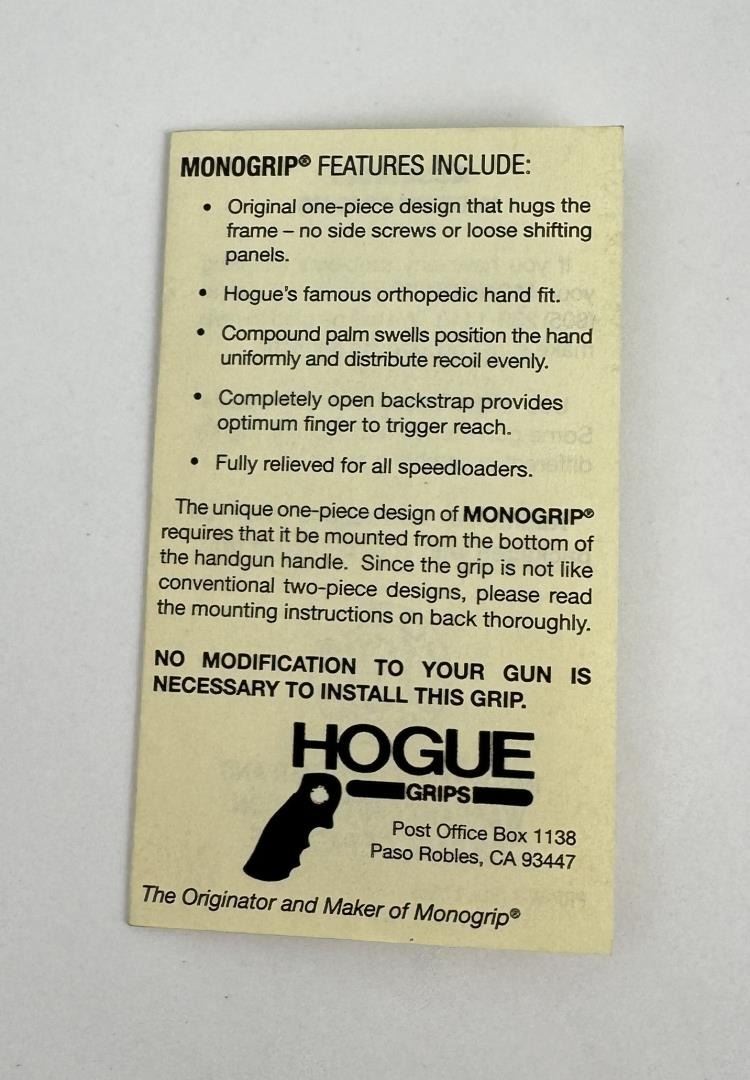 MONOGRIP® FEATURES INCLUDE:
• Original one-piece design that hugs the
frame – no side screws or loose shifting
panels.
• Hogue's famous orthopedic hand fit.
• Compound palm swells position the hand
uniformly and distribute recoil evenly.
• Completely open backstrap provides
optimum finger to trigger reach.
• Fully relieved for all speedloaders.
The unique one-piece design of MONOGRIP®
requires that it be mounted from the bottom of
the handgun handle. Since the grip is not like
conventional two-piece designs, please read
the mounting instructions on back thoroughly.
NO MODIFICATION TO YOUR GUN IS
NECESSARY TO INSTALL THIS GRIP.
HOGUE
GRIPS
Post Office Box 1138
Paso Robles, CA 93447
The Originator and Maker of Monogrip®